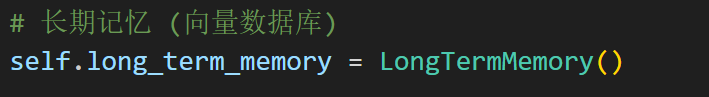 # 长期记忆 (向量数据库)
self.long_term_memory = LongTermMemory()